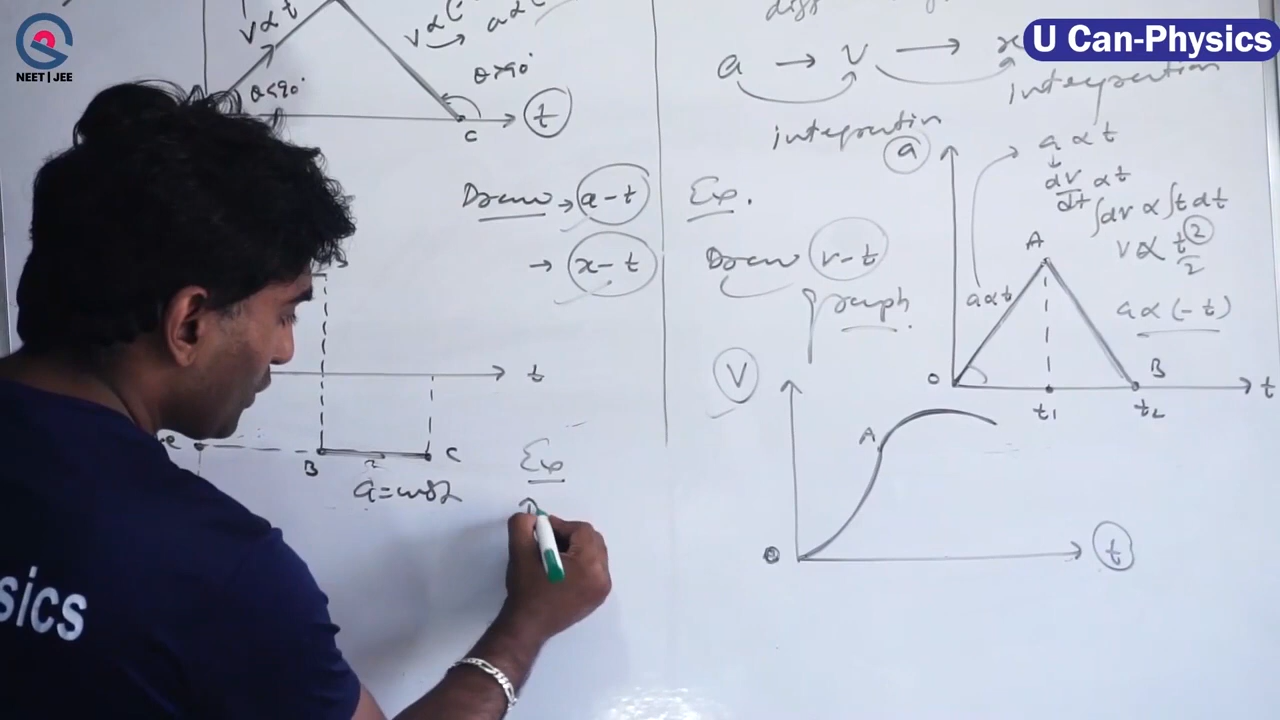 NEET | JEE
U Can-Physics
v α t
a α
θ<90°
θ>90°
C
t
Draw → a-t
→ x-t
t
B
C
a = const
Ex
sics
a → v → x
integration
integration
Ex.
Draw v-t
graph.
a
a α t
dv/dt α t
∫dv α ∫t dt
v α t²/2
A
a α t
a α (-t)
O
t1
B
t2
t
V
A
O
t